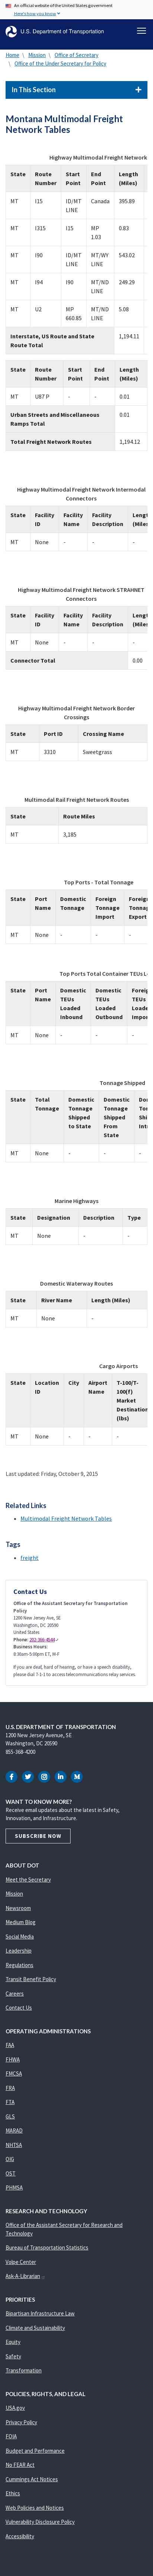 An official website of the United States government
Here's how you know
U.S. Department of Transportation
Home \ Mission \ Office of Secretary
\ Office of the Under Secretary for Policy
In This Section +
Montana Multimodal Freight
Network Tables
Highway Multimodal Freight Network
State Route Number Start Point End Point Length (Miles)
MT I15 ID/MT LINE Canada 395.89
MT I315 I15 MP 1.03 0.83
MT I90 ID/MT LINE MT/WY LINE 543.02
MT I94 I90 MT/ND LINE 249.29
MT U2 MP 660.85 MT/ND LINE 5.08
Interstate, US Route and State Route Total 1,194.11
State Route Number Start Point End Point Length (Miles)
MT U87 P - - 0.01
Urban Streets and Miscellaneous Ramps Total 0.01
Total Freight Network Routes 1,194.12
Highway Multimodal Freight Network Intermodal
Connectors
State Facility ID Facility Name Facility Description Length (Miles)
MT None - - -
Highway Multimodal Freight Network STRAHNET
Connectors
State Facility ID Facility Name Facility Description Length (Miles)
MT None - - -
Connector Total 0.00
Highway Multimodal Freight Network Border
Crossings
State Port ID Crossing Name
MT 3310 Sweetgrass
Multimodal Rail Freight Network Routes
State Route Miles
MT 3,185
Top Ports - Total Tonnage
State Port Name Domestic Tonnage Foreign Tonnage Import Foreign Tonnage Export
MT None - - -
Top Ports Total Container TEUs
State Port Name Domestic TEUs Loaded Inbound Domestic TEUs Loaded Outbound Foreign TEUs Loaded
MT None - - -
Tonnage Shipped
State Total Tonnage Domestic Tonnage Shipped to State Domestic Tonnage Shipped From State
MT None - - -
Marine Highways
State Designation Description Type
MT None - -
Domestic Waterway Routes
State River Name Length (Miles)
MT None -
Cargo Airports
State Location ID City Airport Name T-100/T-100(f) Market Destination (lbs)
MT None - - -
Last updated: Friday, October 9, 2015
Related Links
Multimodal Freight Network Tables
Tags
freight
Contact Us
Office of the Assistant Secretary for Transportation
Policy
1200 New Jersey Ave, SE
Washington, DC 20590
United States
Phone: 202-366-4544
Business Hours:
8:30am-5:00pm ET, M-F
If you are deaf, hard of hearing, or have a speech disability,
please dial 7-1-1 to access telecommunications relay services.
U.S. DEPARTMENT OF TRANSPORTATION
1200 New Jersey Avenue, SE
Washington, DC 20590
855-368-4200
WANT TO KNOW MORE?
Receive email updates about the latest in Safety,
Innovation, and Infrastructure.
SUBSCRIBE NOW
ABOUT DOT
Meet the Secretary
Mission
Newsroom
Medium Blog
Social Media
Leadership
Regulations
Transit Benefit Policy
Careers
Contact Us
OPERATING ADMINISTRATIONS
FAA
FHWA
FMCSA
FRA
FTA
GLS
MARAD
NHTSA
OIG
OST
PHMSA
RESEARCH AND TECHNOLOGY
Office of the Assistant Secretary for Research and
Technology
Bureau of Transportation Statistics
Volpe Center
Ask-A-Librarian
PRIORITIES
Bipartisan Infrastructure Law
Climate and Sustainability
Equity
Safety
Transformation
POLICIES, RIGHTS, AND LEGAL
USA.gov
Privacy Policy
FOIA
Budget and Performance
No FEAR Act
Cummings Act Notices
Ethics
Web Policies and Notices
Vulnerability Disclosure Policy
Accessibility